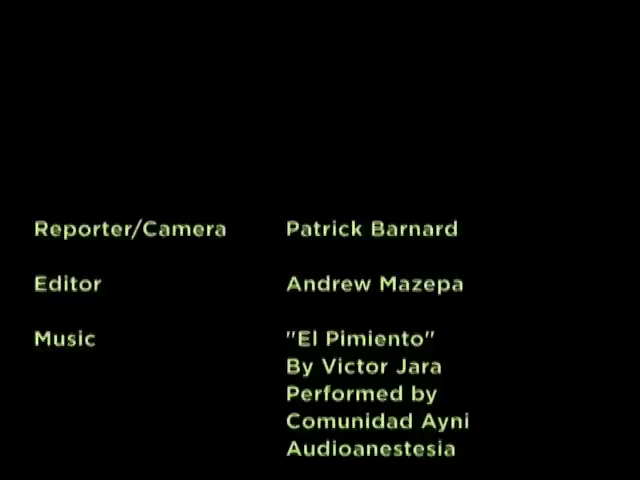 Reporter/Camera Patrick Barnard
Editor Andrew Mazepa
Music "El Pimiento"
By Victor Jara
Performed by
Comunidad Ayni
Audioanestesia